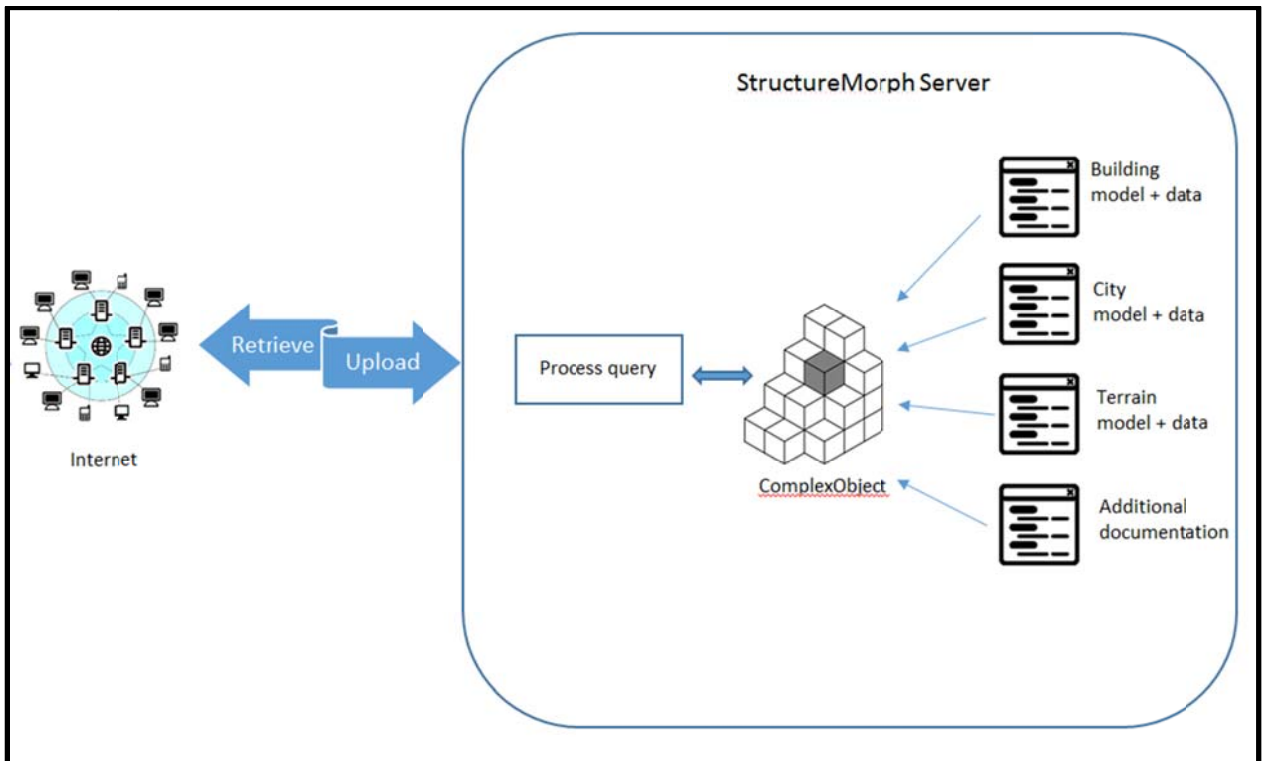 StructureMorph Server
Building
model + data
City
model + data
Retrieve
Upload
Process query
Terrain
model + data
Internet
ComplexObject
Additional
documentation